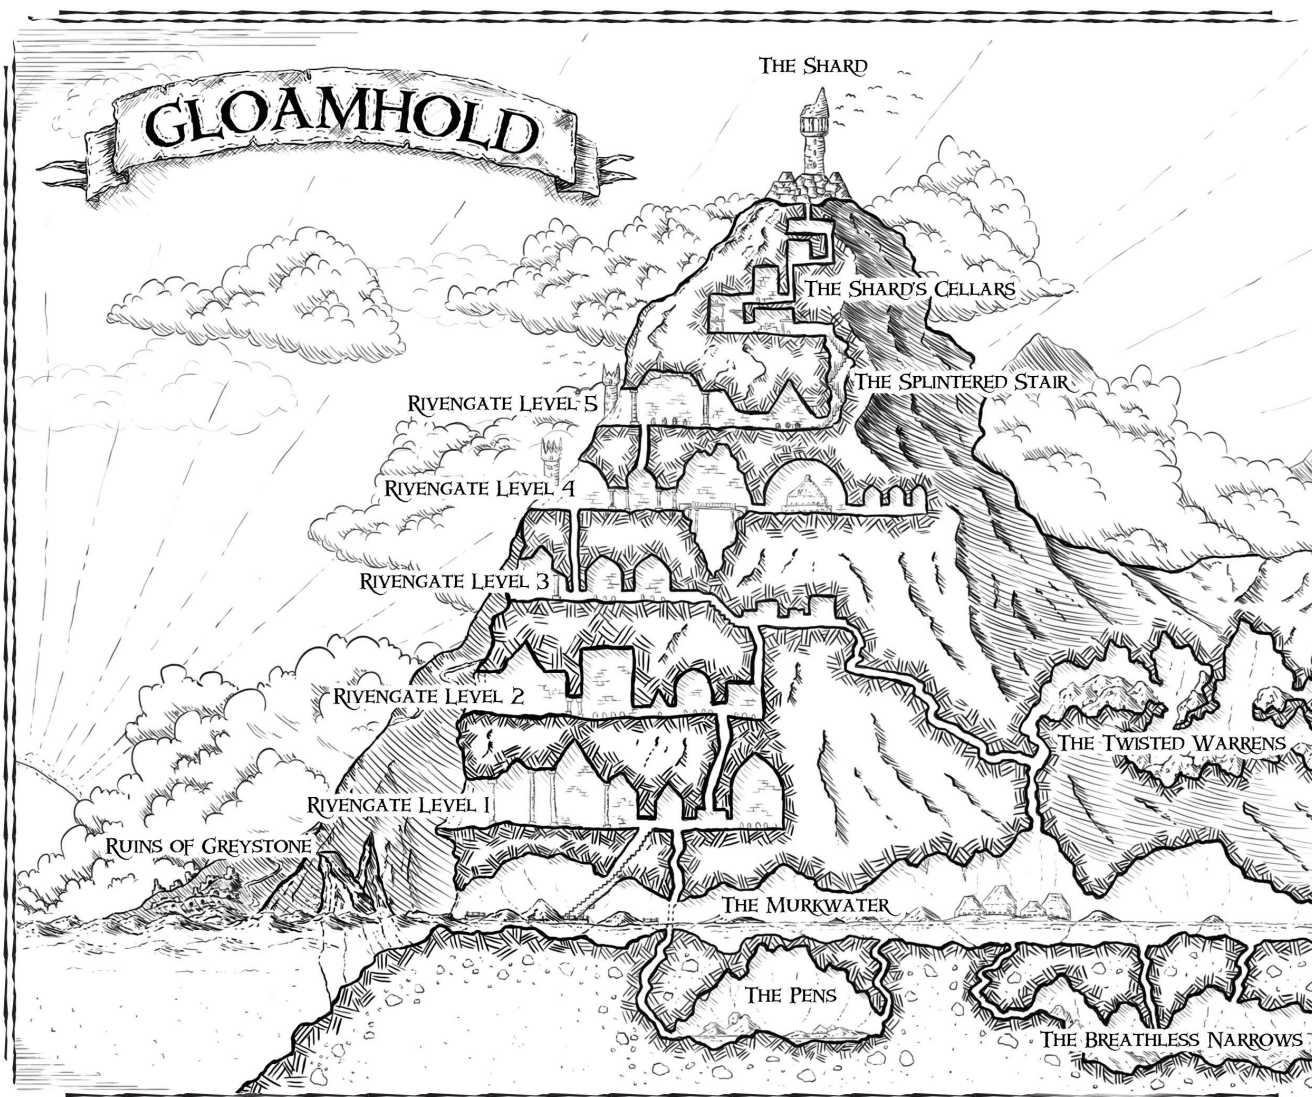 The Shard
GLOAMHOLD
The Shard's Cellars
The Splintered Stair
Rivengate Level 5
Rivengate Level 4
Rivengate Level 3
Rivengate Level 2
The Twisted Warrens
Rivengate Level 1
Ruins of Greystone
The Murkwater
The Pens
The Breathless Narrows